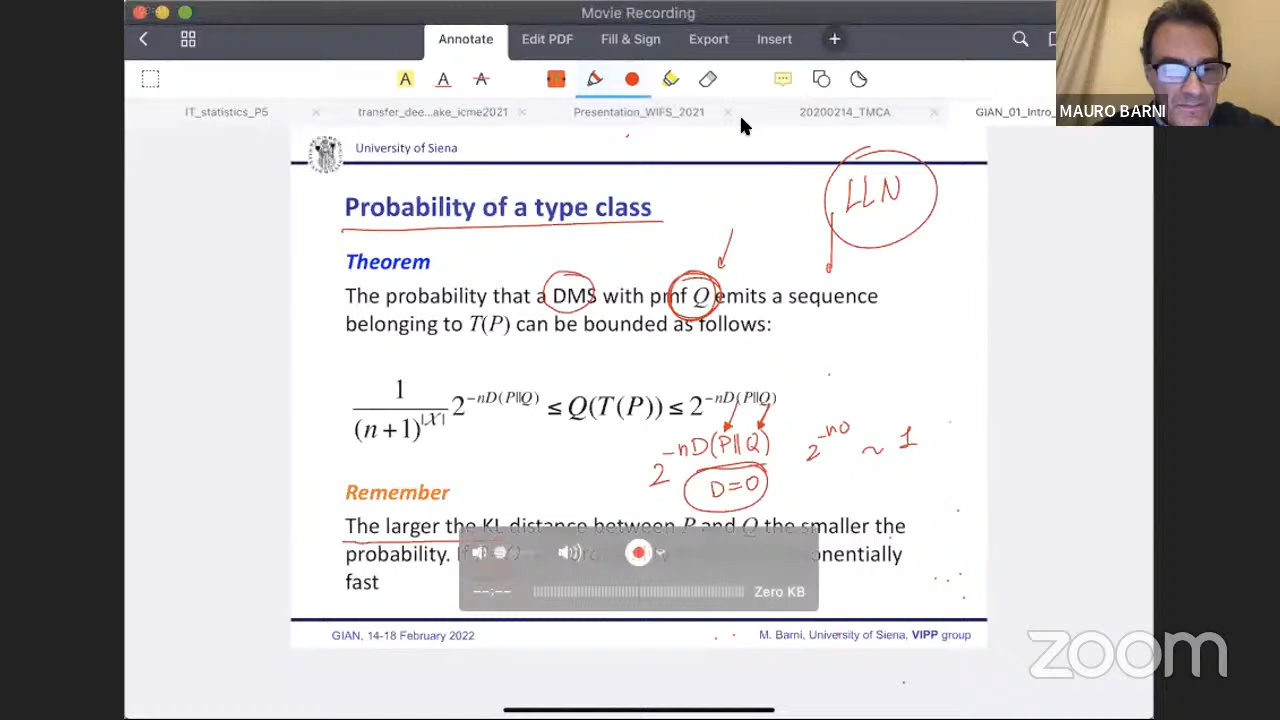 Movie Recording
Annotate Edit PDF Fill & Sign Export Insert +
A A A
IT_statistics_P5 × transfer_dee...ake_icme2021 × Presentation_WIFS_2021 × 20200214_TMCA × GIAN_01_Intro_
MAURO BARNI
University of Siena
LLN
Probability of a type class
Theorem
The probability that a DMS with pmf Q emits a sequence
belonging to T(P) can be bounded as follows:
1/(n+1)^|X| 2^-nD(P||Q) ≤ Q(T(P)) ≤ 2^-nD(P||Q)
2^-nD(P||Q) 2^-n0 ~ 1
D=0
Remember
The larger the KL distance between P and Q the smaller the
probability. If exponentially
fast
--:-- Zero KB
GIAN, 14-18 February 2022 M. Barni, University of Siena, VIPP group
zoom